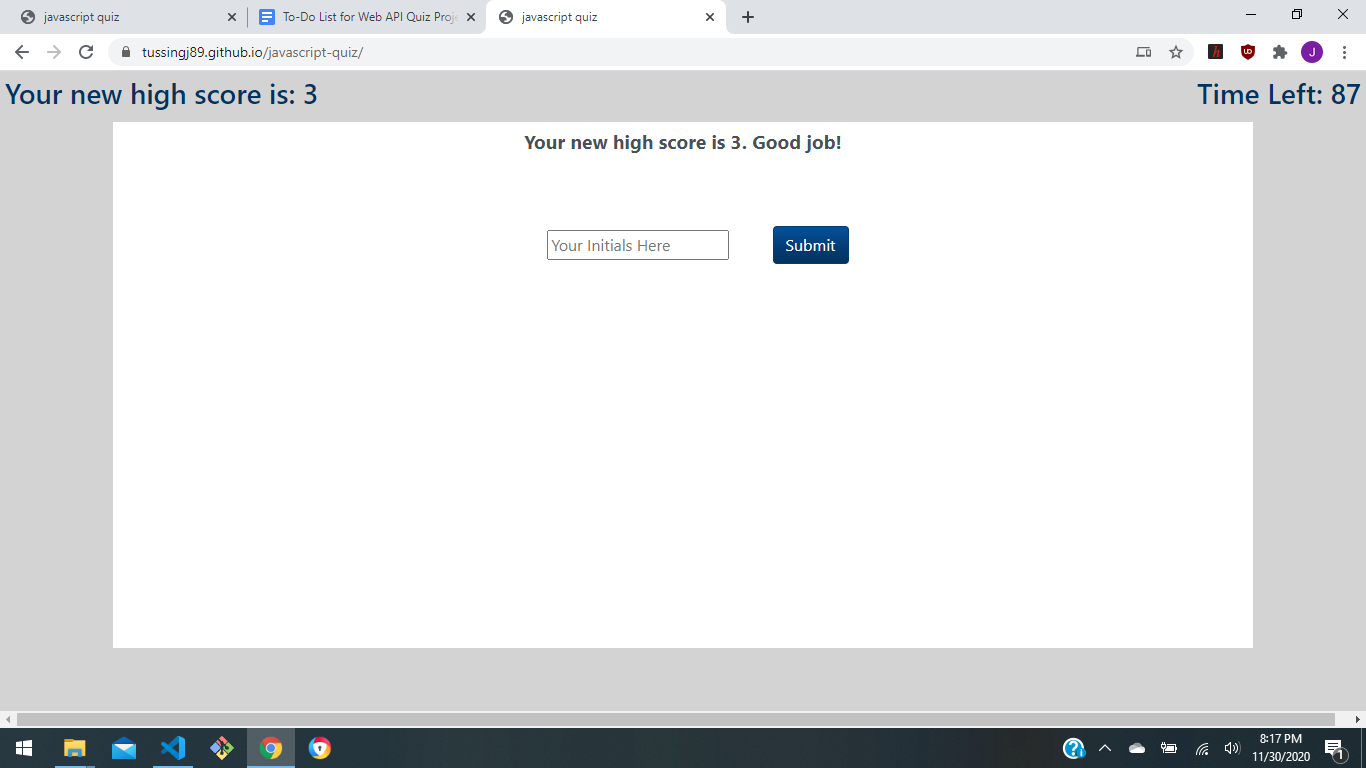 javascript quiz
To-Do List for Web API Quiz Proje
javascript quiz
tussingj89.github.io/javascript-quiz/
J
Your new high score is: 3
Time Left: 87
Your new high score is 3. Good job!
Your Initials Here
Submit
8:17 PM
11/30/2020
1